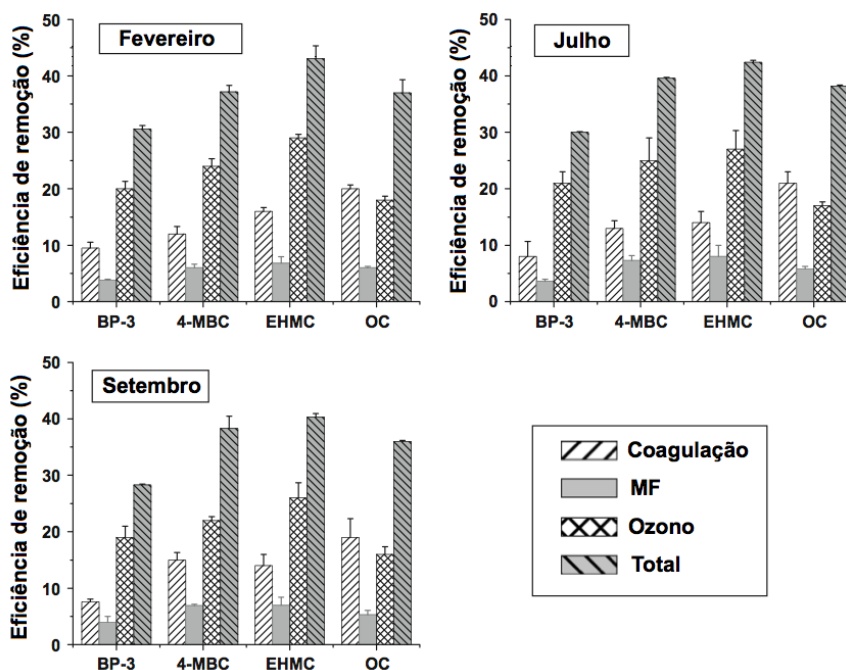 Fevereiro
Eficiência de remoção (%)
50
40
30
20
10
0
BP-3 4-MBC EHMC OC
Julho
Eficiência de remoção (%)
50
40
30
20
10
0
BP-3 4-MBC EHMC OC
Setembro
Eficiência de remoção (%)
50
40
30
20
10
0
BP-3 4-MBC EHMC OC
Coagulação
MF
Ozono
Total